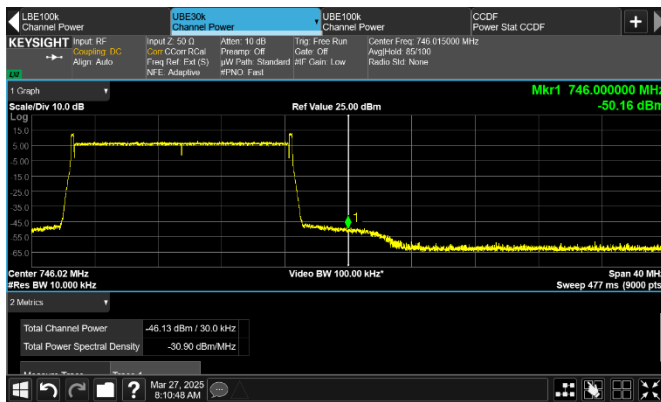 LBE100k
Channel Power
UBE30k
Channel Power
UBE100k
Channel Power
CCDF
Power Stat CCDF
KEYSIGHT
Input: RF
Coupling: DC
Align: Auto
Input Z: 50 Ω
Corr CCorr RCal
Freq Ref: Ext (S)
NFE: Adaptive
Atten: 10 dB
Preamp: Off
µW Path: Standard
#PNO: Fast
Trig: Free Run
Gate: Off
#IF Gain: Low
Center Freq: 746.015000 MHz
Avg|Hold: 85/100
Radio Std: None
LXI
1 Graph
Mkr1 746.000000 MHz
Scale/Div 10.0 dB
Ref Value 25.00 dBm
-50.16 dBm
Log
15.0
5.00
-5.00
-15.0
-25.0
-35.0
-45.0
-55.0
-65.0
1
Center 746.02 MHz
Video BW 100.00 kHz*
Span 40 MHz
#Res BW 10.000 kHz
Sweep 477 ms (9000 pts)
2 Metrics
Total Channel Power
-46.13 dBm / 30.0 kHz
Total Power Spectral Density
-30.90 dBm/MHz
Measure Trace
Trace 1
Mar 27, 2025
8:10:48 AM